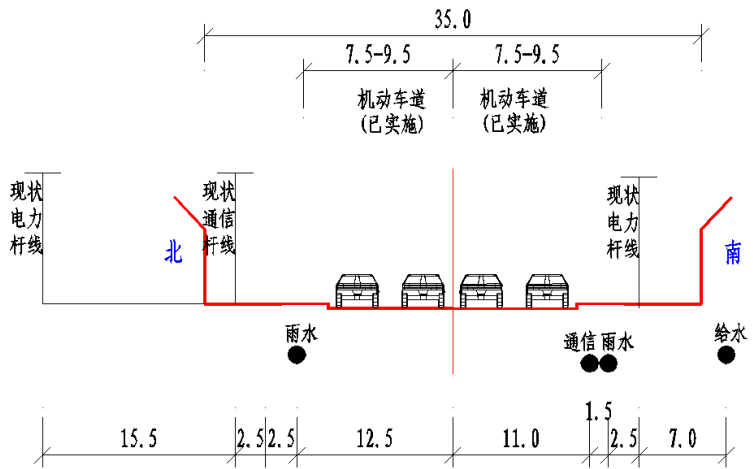 35.0
7.5-9.5
7.5-9.5
机动车道
(已实施)
机动车道
(已实施)
现状
电力
杆线
现状
通信
杆线
现状
电力
杆线
北
南
雨水
通信
雨水
给水
15.5
2.5
2.5
12.5
11.0
1.5
2.5
7.0